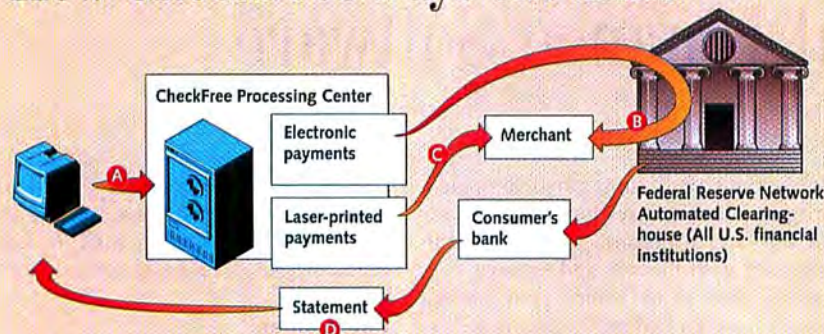 CheckFree Processing Center
Electronic
payments
Laser-printed
payments
A
C
Merchant
B
Consumer's
bank
Federal Reserve Network
Automated Clearing-
house (All U.S. financial
institutions)
Statement
D